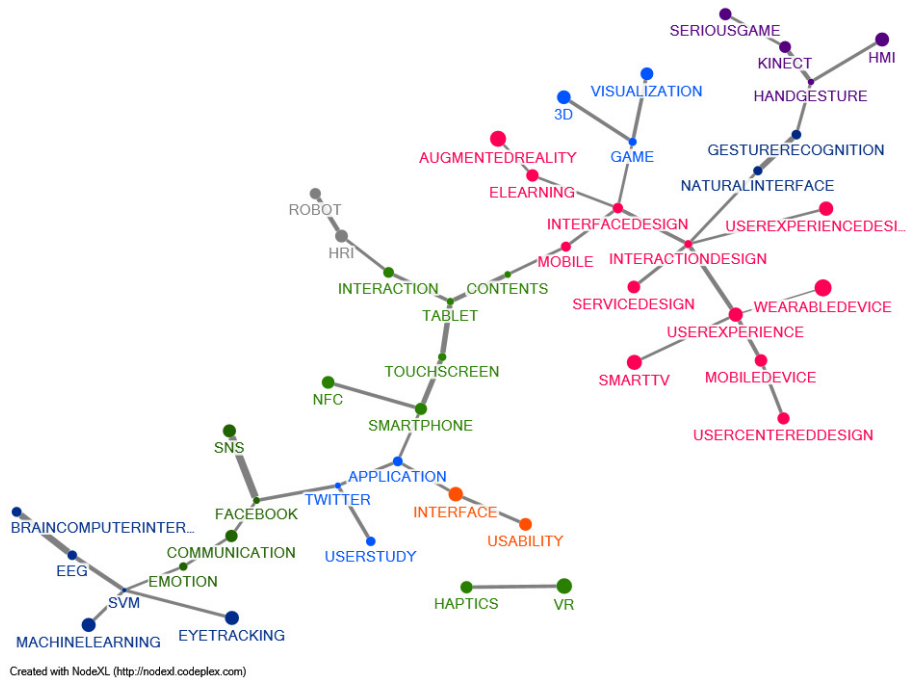 SERIOUSGAME
KINECT
HMI
HANDGESTURE
VISUALIZATION
3D
GAME
GESTURERECOGNITION
AUGMENTEDREALITY
NATURALINTERFACE
ELEARNING
ROBOT
INTERFACEDESIGN
USEREXPERIENCEDESI...
HRI
MOBILE
INTERACTIONDESIGN
INTERACTION
CONTENTS
SERVICEDESIGN
WEARABLEDEVICE
TABLET
USEREXPERIENCE
TOUCHSCREEN
SMARTTV
MOBILEDEVICE
NFC
SMARTPHONE
USERCENTEREDDESIGN
SNS
APPLICATION
TWITTER
FACEBOOK
INTERFACE
BRAINCOMPUTERINTER...
USABILITY
COMMUNICATION
USERSTUDY
EEG
EMOTION
SVM
HAPTICS
VR
MACHINELEARNING
EYETRACKING
Created with NodeXL (http://nodexl.codeplex.com)